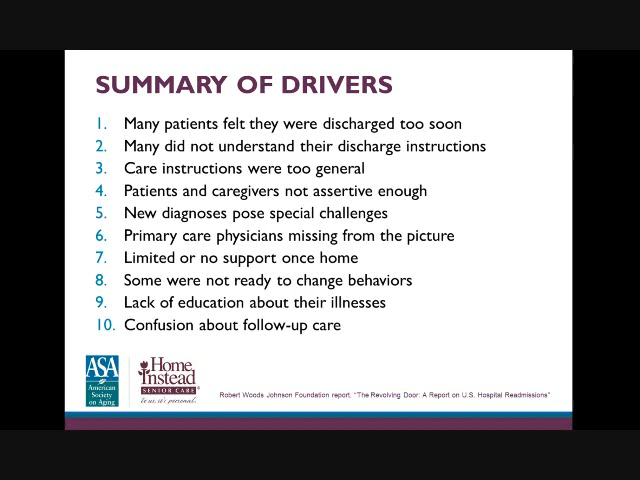 SUMMARY OF DRIVERS
1. Many patients felt they were discharged too soon
2. Many did not understand their discharge instructions
3. Care instructions were too general
4. Patients and caregivers not assertive enough
5. New diagnoses pose special challenges
6. Primary care physicians missing from the picture
7. Limited or no support once home
8. Some were not ready to change behaviors
9. Lack of education about their illnesses
10. Confusion about follow-up care
ASA
American
Society
on Aging
Home
Instead
SENIOR CARE®
to us, it's personal.
Robert Woods Johnson Foundation report, "The Revolving Door: A Report on U.S. Hospital Readmissions"